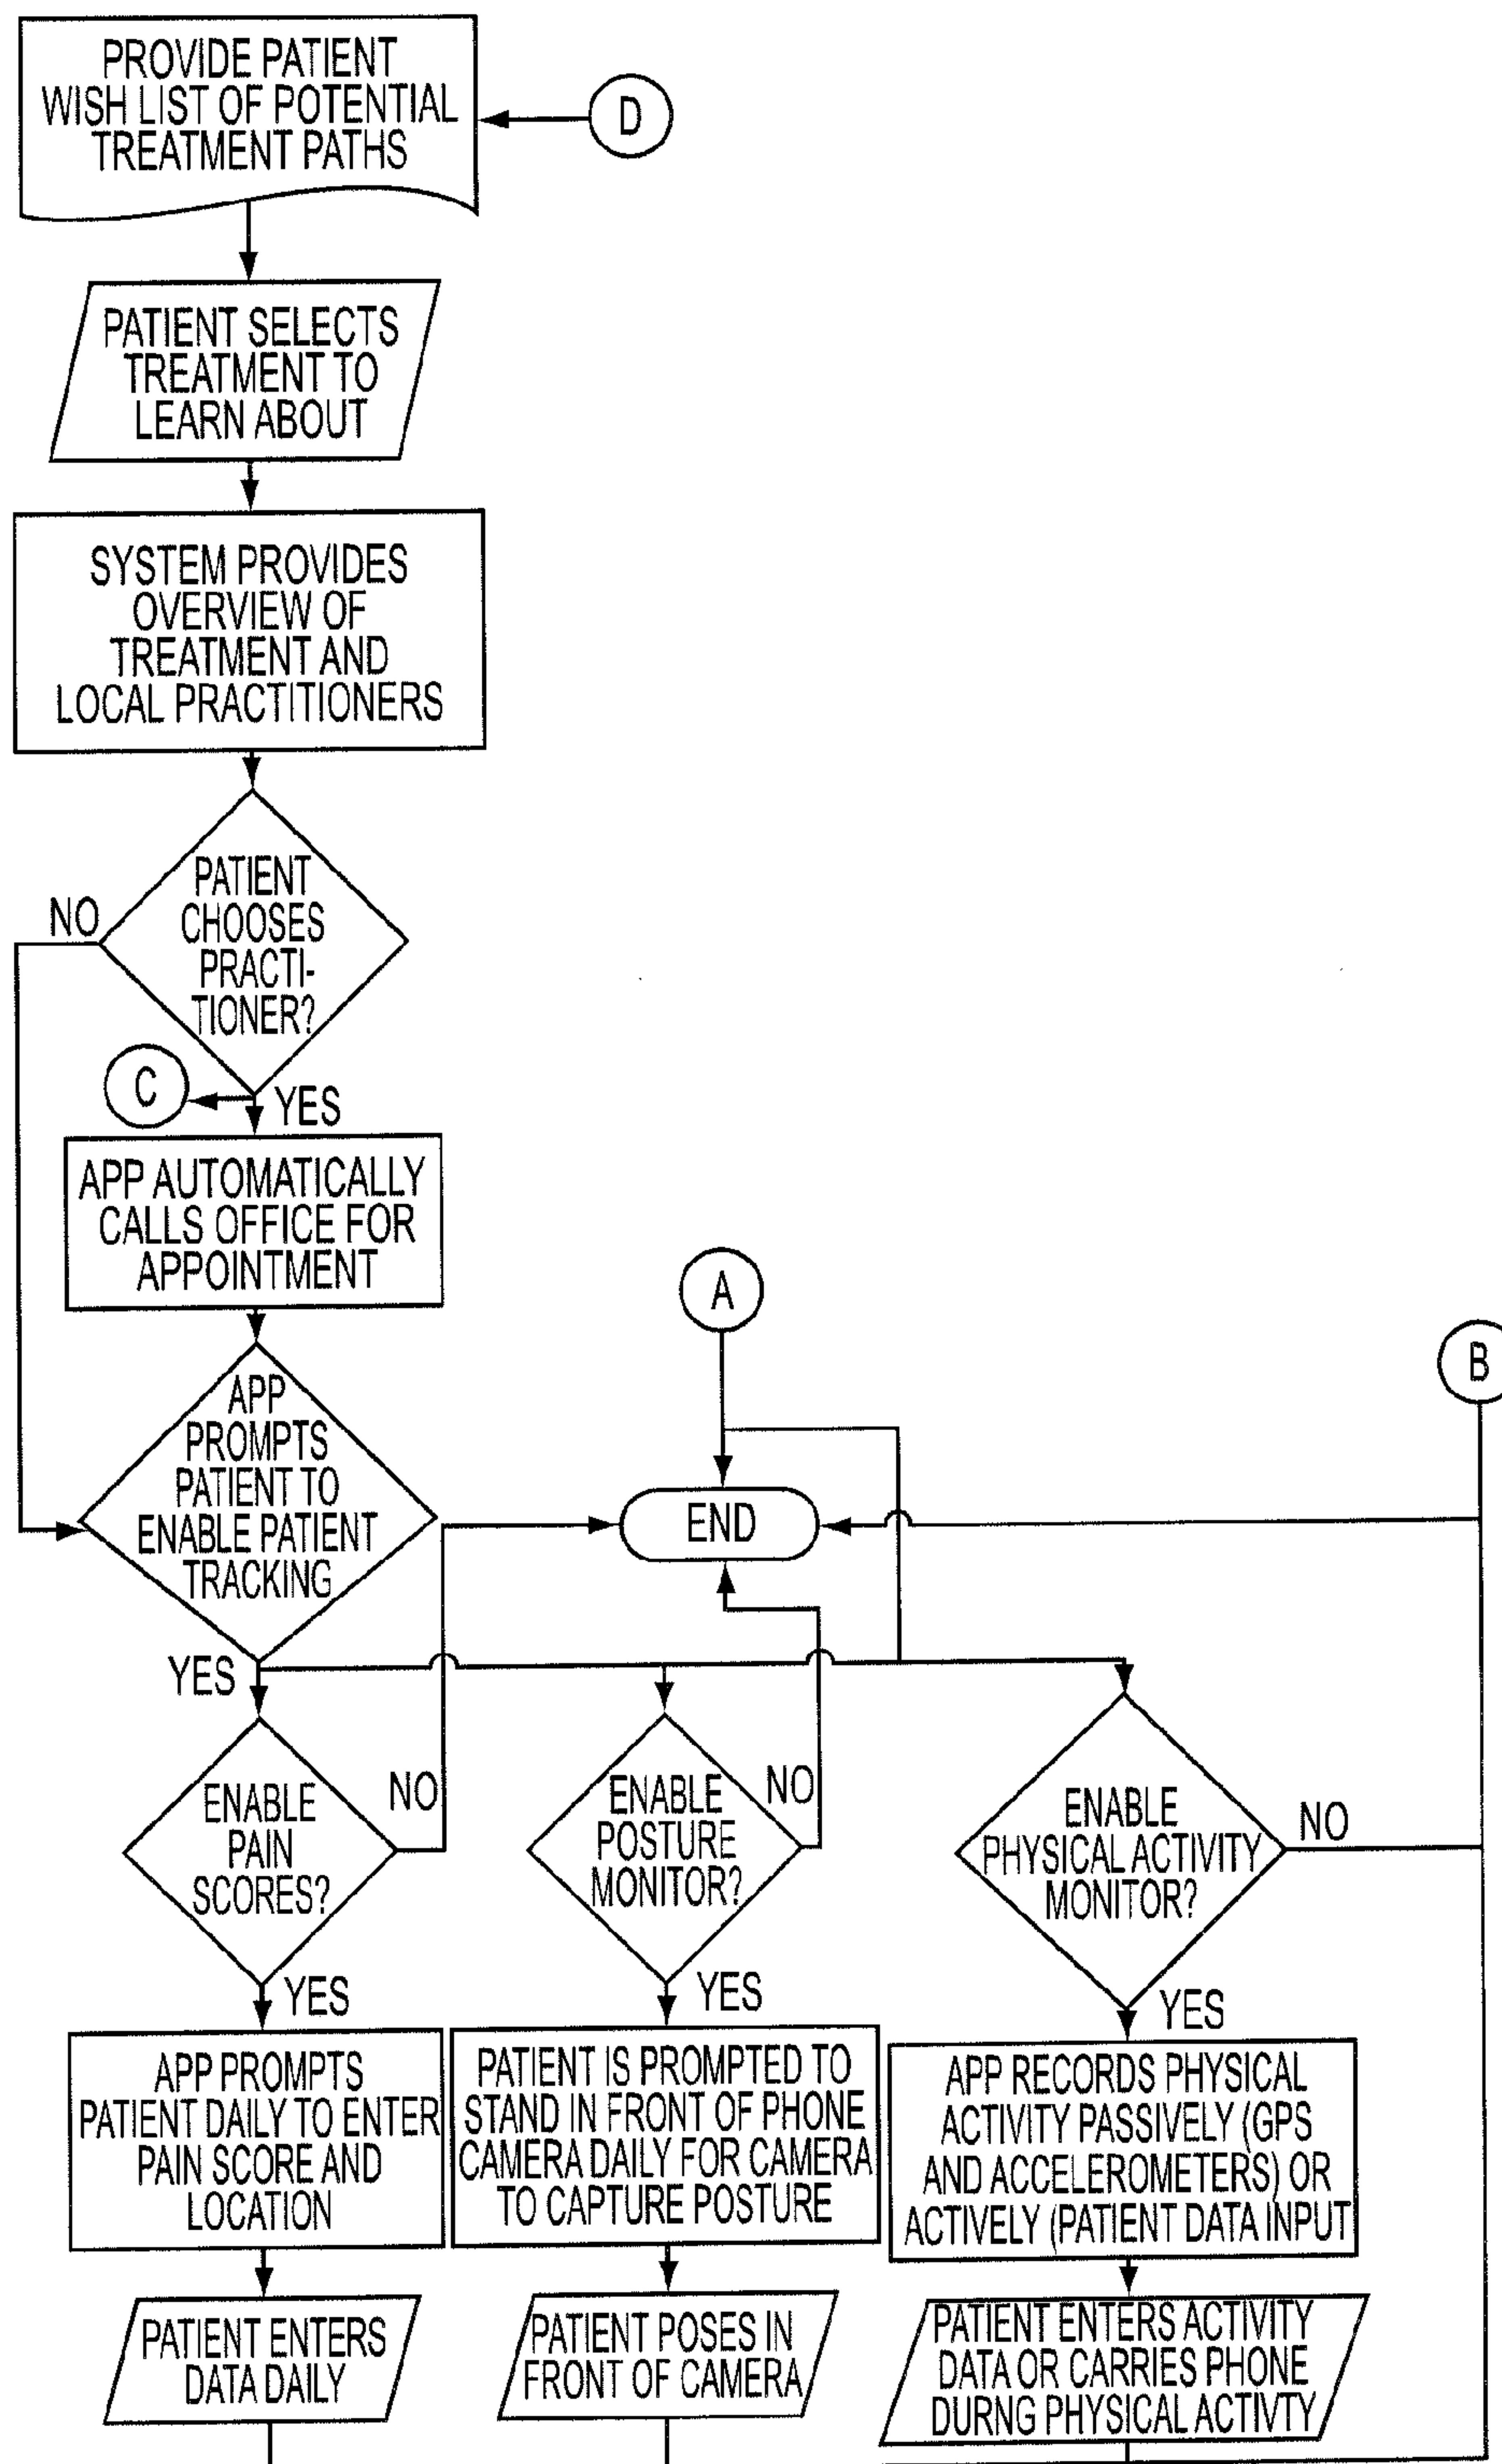 PROVIDE PATIENT
WISH LIST OF POTENTIAL
TREATMENT PATHS
D
PATIENT SELECTS
TREATMENT TO
LEARN ABOUT
SYSTEM PROVIDES
OVERVIEW OF
TREATMENT AND
LOCAL PRACTITIONERS
PATIENT
CHOOSES
PRACTI-
TIONER?
NO
C
YES
APP AUTOMATICALLY
CALLS OFFICE FOR
APPOINTMENT
A
B
APP
PROMPTS
PATIENT TO
ENABLE PATIENT
TRACKING
END
YES
ENABLE
PAIN
SCORES?
NO
ENABLE
POSTURE
MONITOR?
NO
ENABLE
PHYSICAL ACTIVITY
MONITOR?
NO
YES
YES
YES
APP PROMPTS
PATIENT DAILY TO ENTER
PAIN SCORE AND
LOCATION
PATIENT IS PROMPTED TO
STAND IN FRONT OF PHONE
CAMERA DAILY FOR CAMERA
TO CAPTURE POSTURE
APP RECORDS PHYSICAL
ACTIVITY PASSIVELY (GPS
AND ACCELEROMETERS) OR
ACTIVELY (PATIENT DATA INPUT
PATIENT ENTERS
DATA DAILY
PATIENT POSES IN
FRONT OF CAMERA
PATIENT ENTERS ACTIVITY
DATA OR CARRIES PHONE
DURNG PHYSICAL ACTIVTY